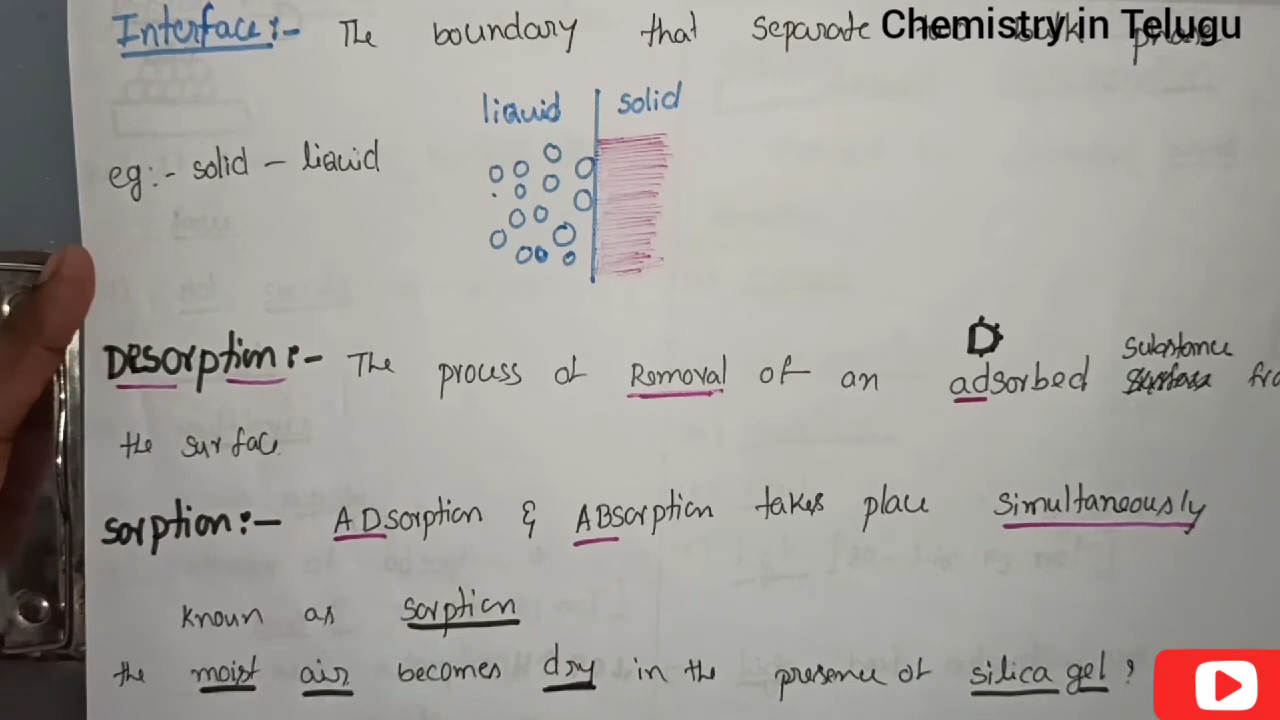 Interface:- The boundary that separate phase
Chemistry in Telugu
liquid solid
eg:- solid - liquid
D
Desorption:- The process of Removal of an adsorbed substance
the surface
sorption:- ADsorption & ABsorption takes place simultaneously
known as sorption
the moist air becomes dry in the presence of silica gel?